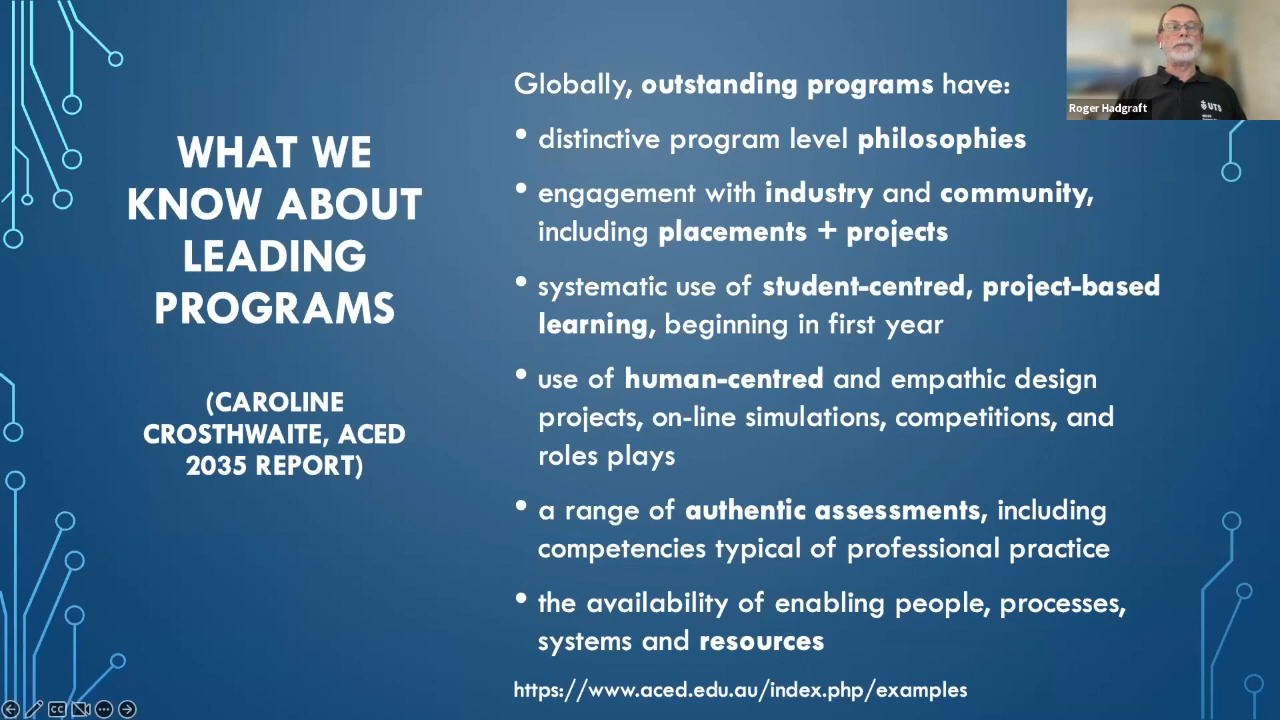 WHAT WE
KNOW ABOUT
LEADING
PROGRAMS
(CAROLINE
CROSTHWAITE, ACED
2035 REPORT)
Globally, outstanding programs have:
• distinctive program level philosophies
• engagement with industry and community,
including placements + projects
• systematic use of student-centred, project-based
learning, beginning in first year
• use of human-centred and empathic design
projects, on-line simulations, competitions, and
roles plays
• a range of authentic assessments, including
competencies typical of professional practice
• the availability of enabling people, processes,
systems and resources
https://www.aced.edu.au/index.php/examples
Roger Hadgraft
UTS
CC